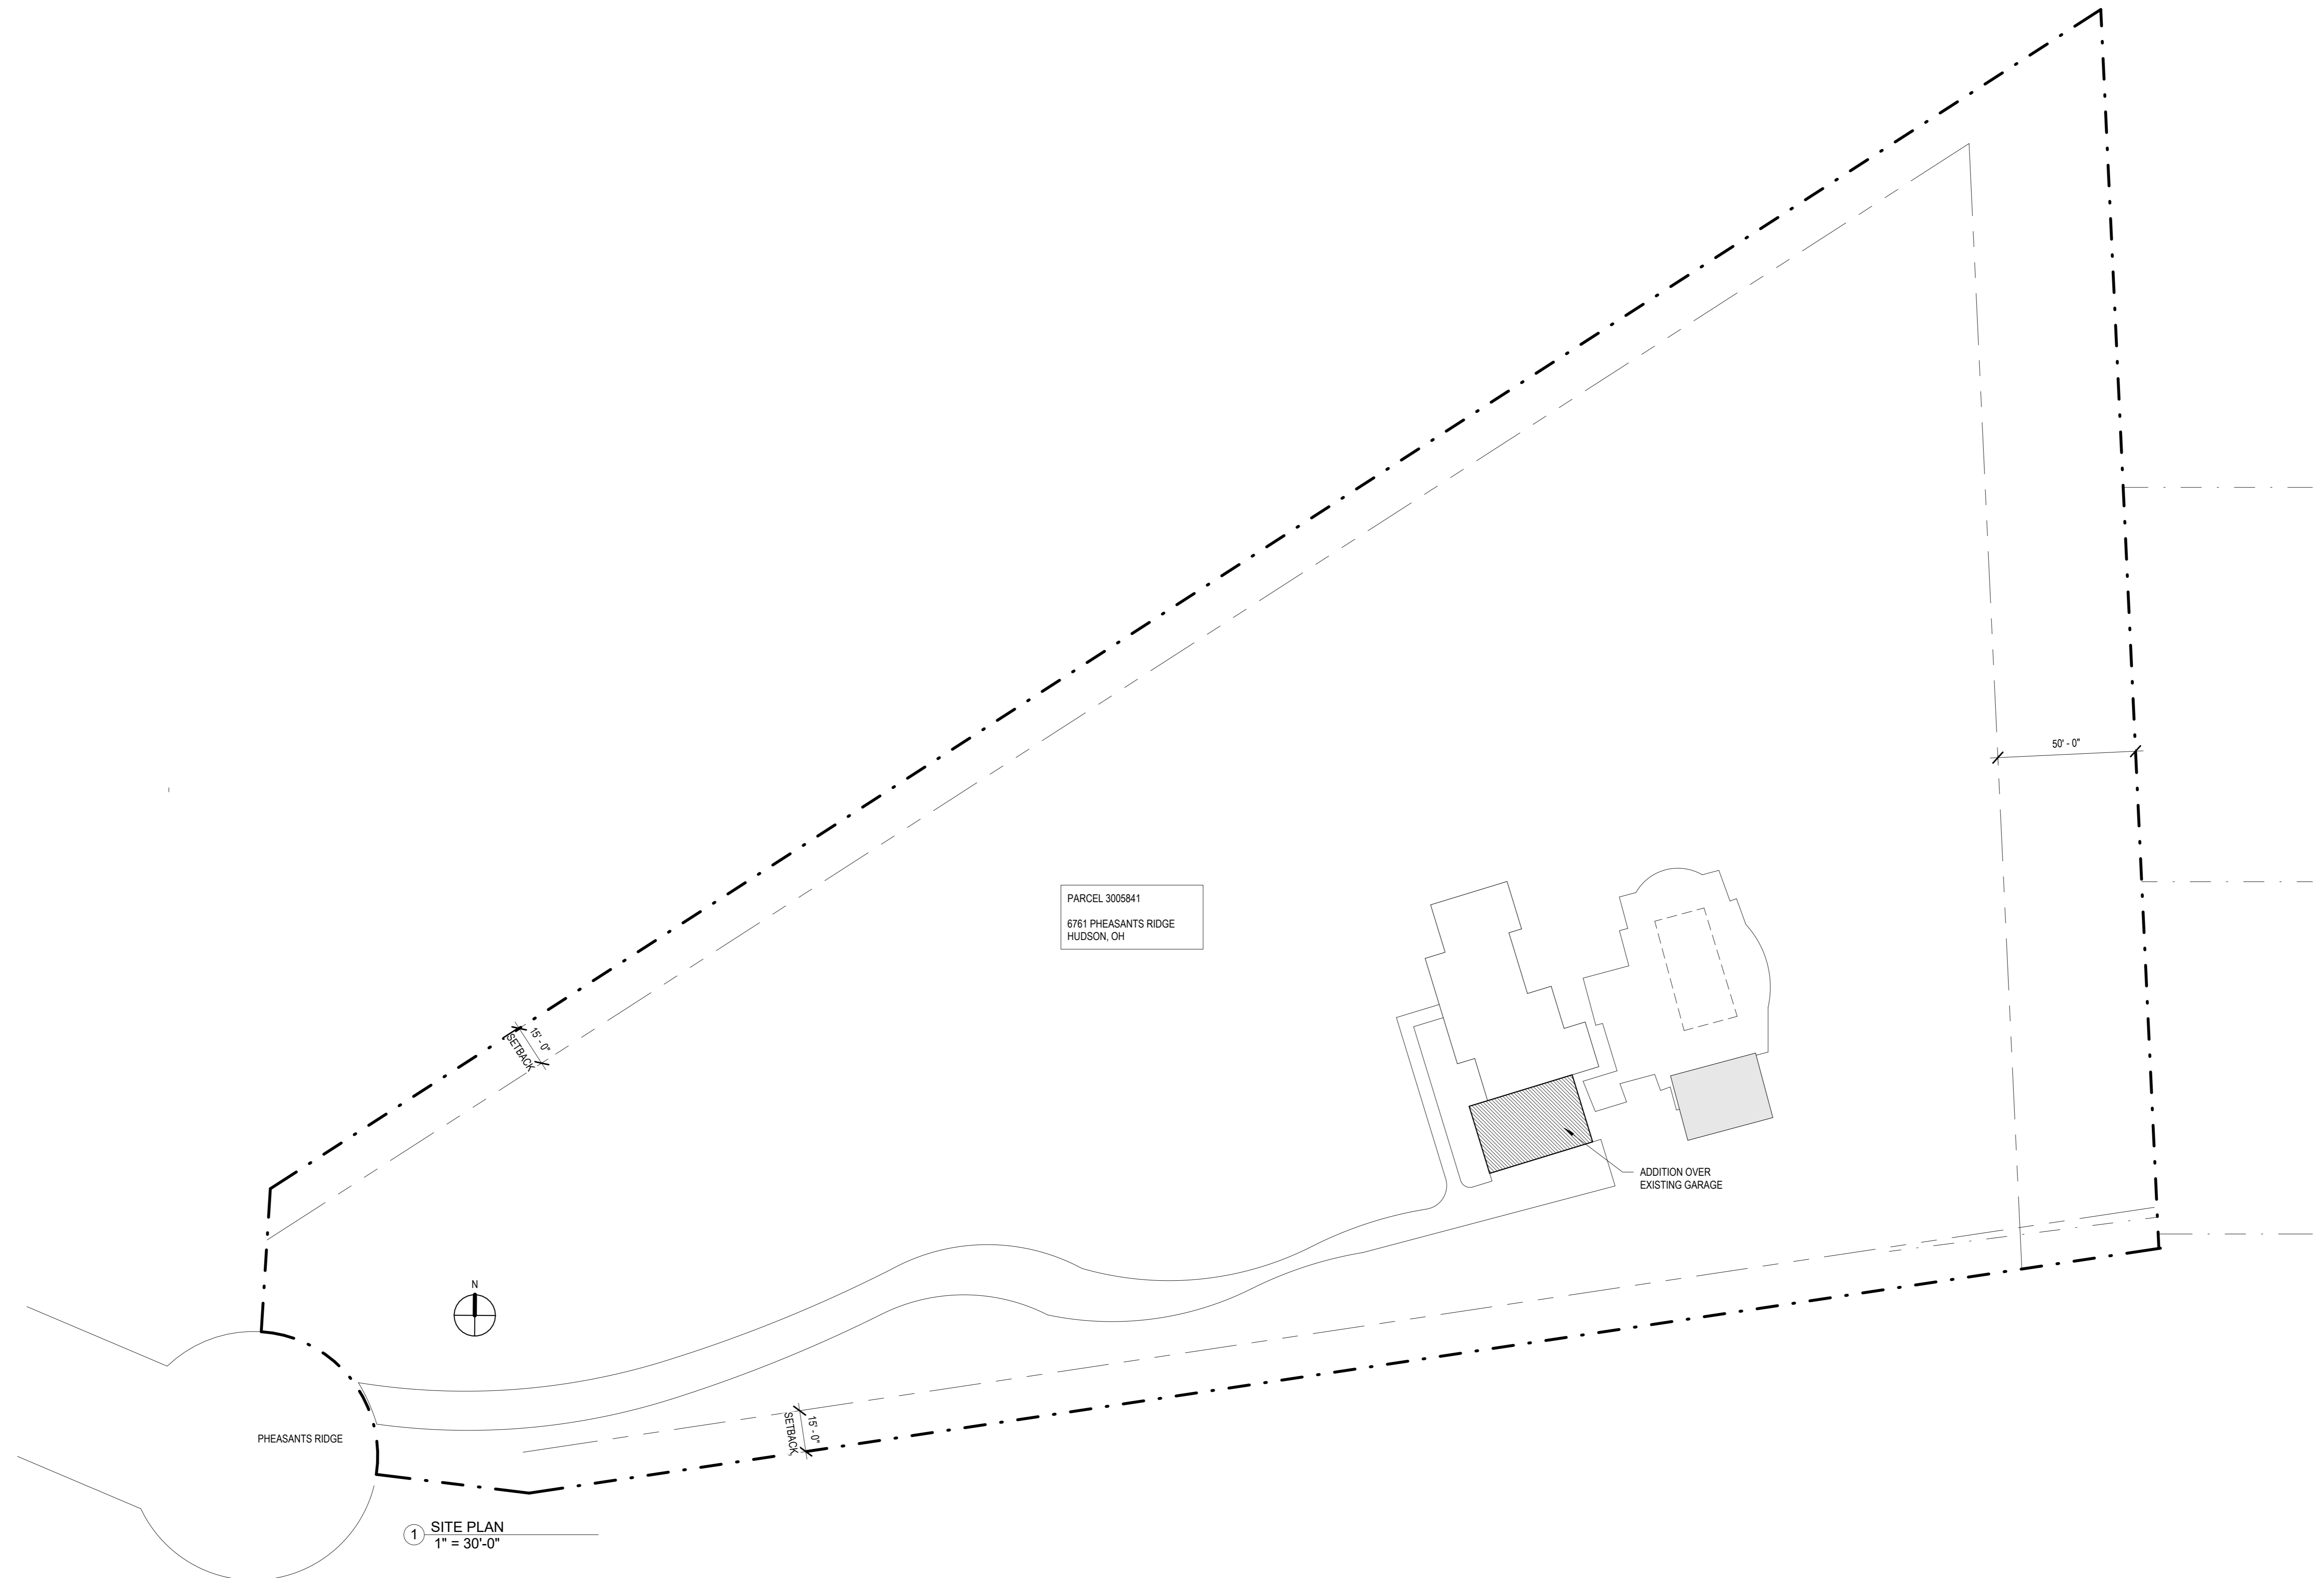 50' - 0"
PARCEL 3005841
6761 PHEASANTS RIDGE
HUDSON, OH
15' - 0"
SETBACK
ADDITION OVER
EXISTING GARAGE
N
PHEASANTS RIDGE
15' - 0"
SETBACK
1 SITE PLAN
1" = 30'-0"